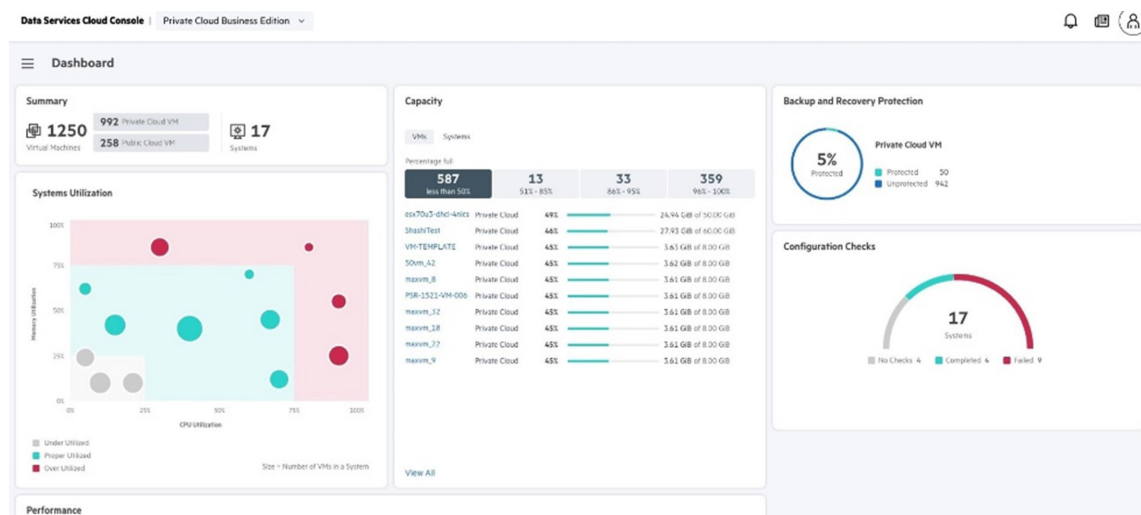 Data Services Cloud Console | Private Cloud Business Edition
Dashboard
Summary
1250
Virtual Machines
992 Private Cloud VM
258 Public Cloud VM
17
Systems
Systems Utilization
100%
75%
50%
25%
0%
Memory Utilization
0%
25%
50%
75%
100%
CPU Utilization
Under Utilized
Proper Utilized
Over Utilized
Size = Number of VMs in a System
Capacity
VMs Systems
Percentage full
587
less than 50%
13
51% - 85%
33
86% - 95%
359
96% - 100%
esx70u3-dhci-4nics Private Cloud 49% 24.94 GiB of 50.00 GiB
ShashiTest Private Cloud 46% 27.93 GiB of 60.00 GiB
VM-TEMPLATE Private Cloud 45% 3.63 GiB of 8.00 GiB
50vm_42 Private Cloud 45% 3.62 GiB of 8.00 GiB
maxvm_8 Private Cloud 45% 3.61 GiB of 8.00 GiB
PSR-1521-VM-006 Private Cloud 45% 3.61 GiB of 8.00 GiB
maxvm_32 Private Cloud 45% 3.61 GiB of 8.00 GiB
maxvm_18 Private Cloud 45% 3.61 GiB of 8.00 GiB
maxvm_27 Private Cloud 45% 3.61 GiB of 8.00 GiB
maxvm_9 Private Cloud 45% 3.61 GiB of 8.00 GiB
View All
Backup and Recovery Protection
5%
Protected
Private Cloud VM
Protected 50
Unprotected 942
Configuration Checks
17
Systems
No Checks 4 Completed 4 Failed 9
Performance